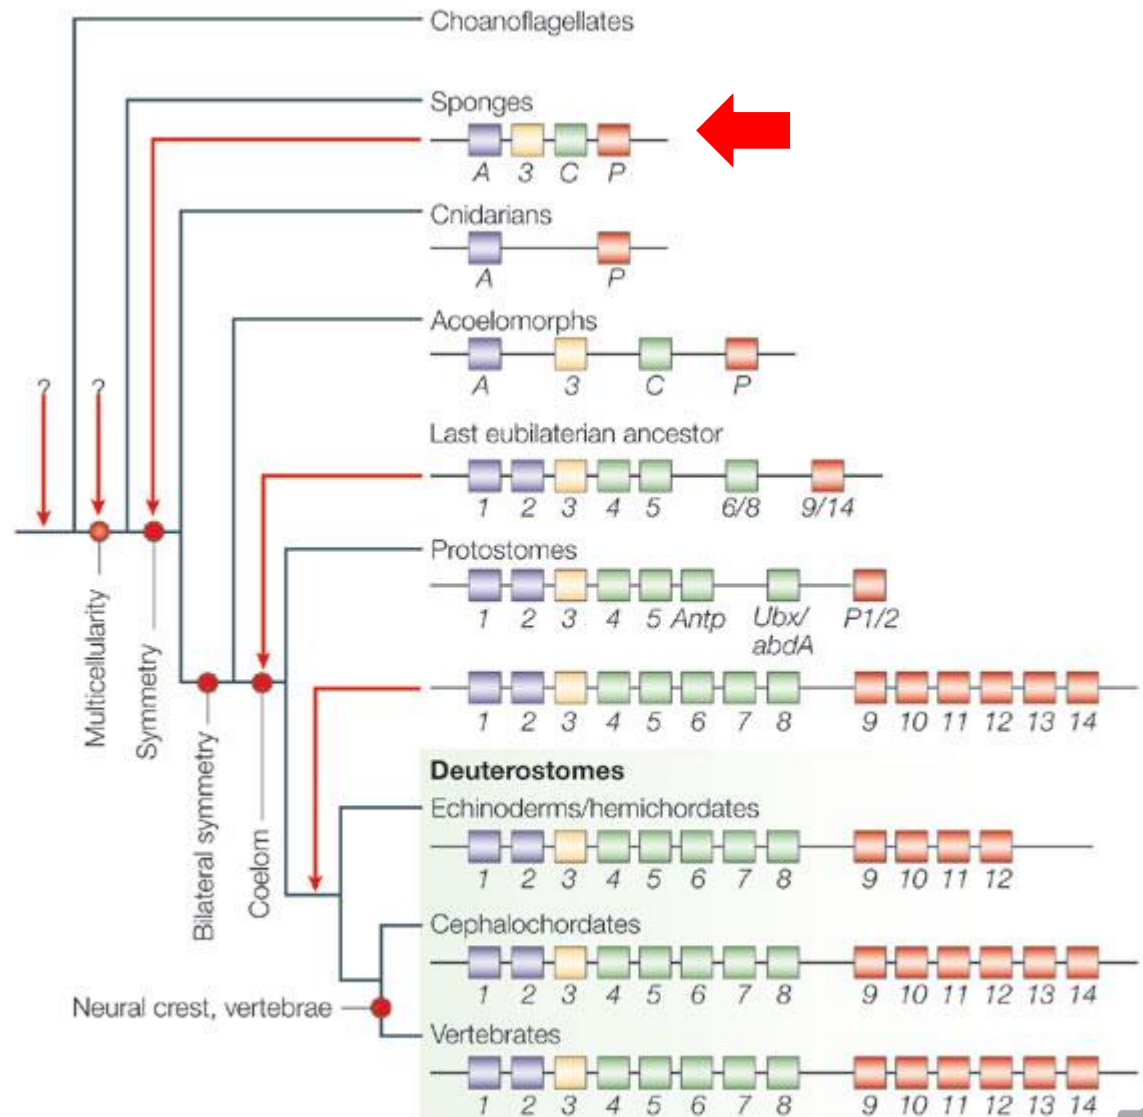 Choanoflagellates
Sponges
A 3 C P
Cnidarians
A P
Acoelomorphs
A 3 C P
? ?
Last eubilaterian ancestor
1 2 3 4 5 6/8 9/14
Protostomes
1 2 3 4 5 Antp Ubx/ P1/2
abdA
1 2 3 4 5 6 7 8 9 10 11 12 13 14
Multicellularity
Symmetry
Bilateral symmetry
Coelom
Deuterostomes
Echinoderms/hemichordates
1 2 3 4 5 6 7 8 9 10 11 12
Cephalochordates
1 2 3 4 5 6 7 8 9 10 11 12 13 14
Neural crest, vertebrae
Vertebrates
1 2 3 4 5 6 7 8 9 10 11 12 13 14